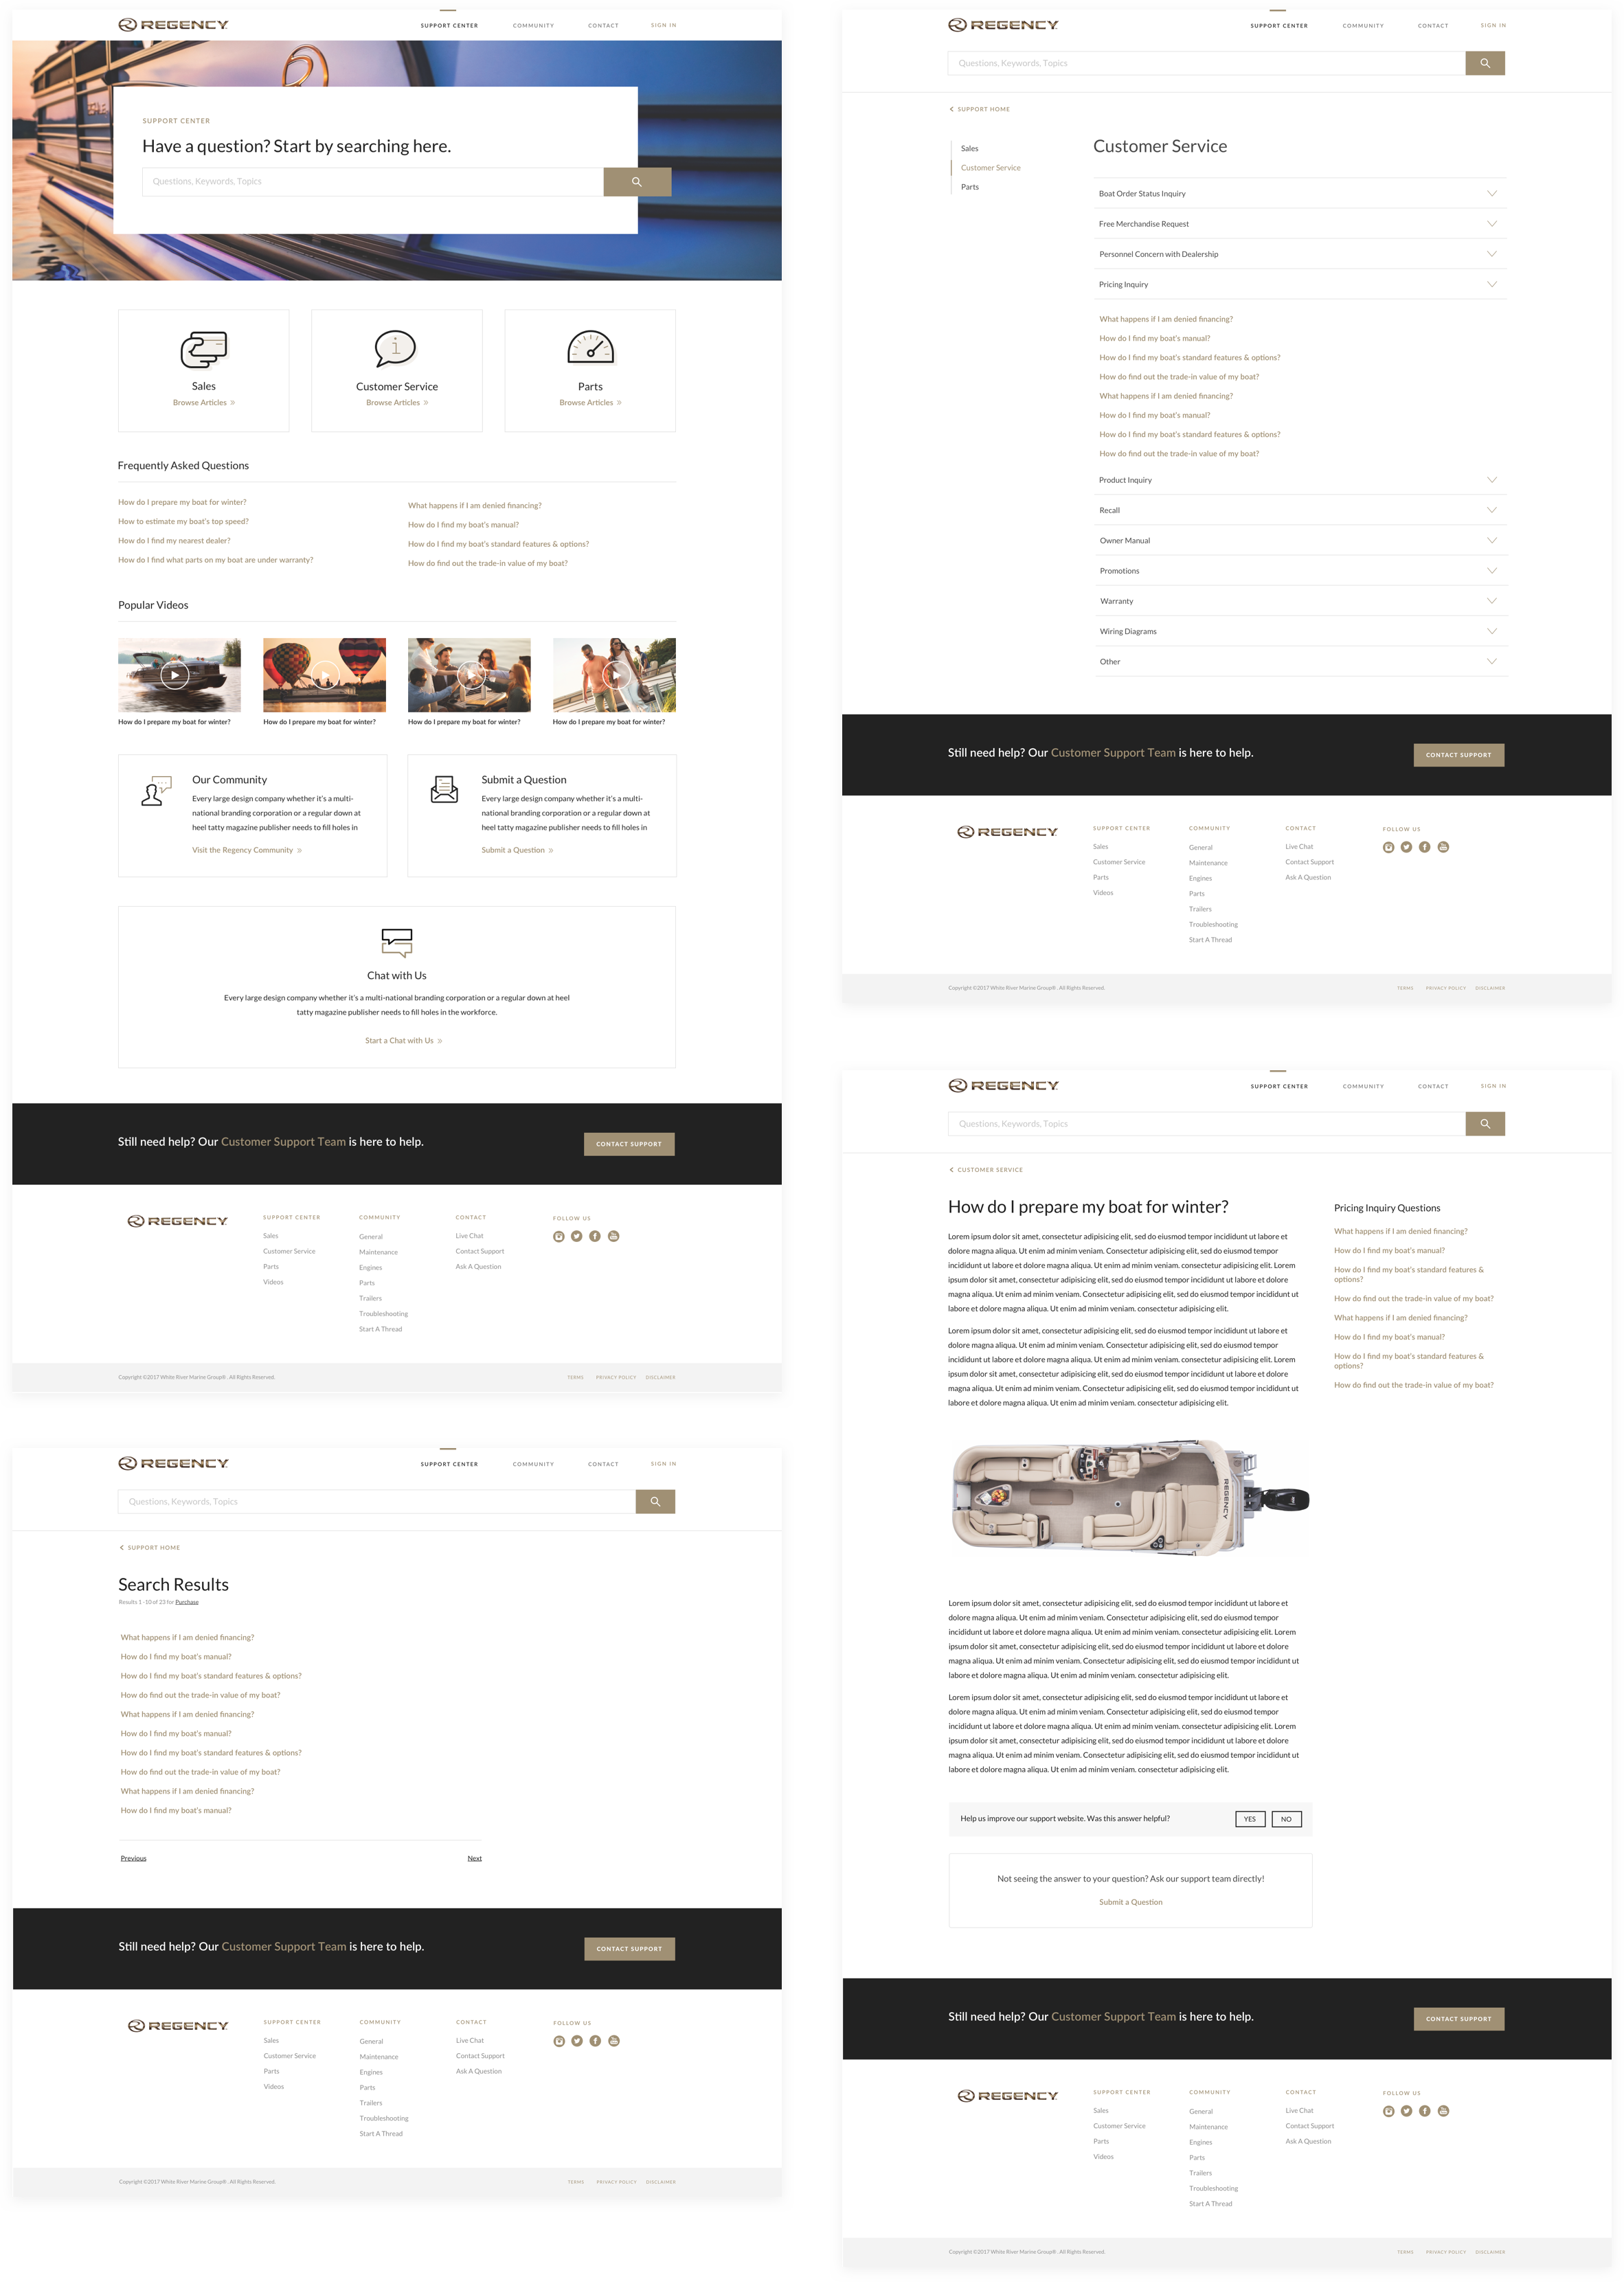 REGENCY
SUPPORT CENTER
COMMUNITY
CONTACT
SIGN IN
SUPPORT CENTER
Have a question? Start by searching here.
Questions, Keywords, Topics
Sales
Browse Articles »
Customer Service
Browse Articles »
Parts
Browse Articles »
Frequently Asked Questions
How do I prepare my boat for winter?
How to estimate my boat's top speed?
How do I find my nearest dealer?
How do I find what parts on my boat are under warranty?
What happens if I am denied financing?
How do I find my boat's manual?
How do I find my boat's standard features & options?
How do find out the trade-in value of my boat?
Popular Videos
How do I prepare my boat for winter?
How do I prepare my boat for winter?
How do I prepare my boat for winter?
How do I prepare my boat for winter?
Our Community
Every large design company whether it's a multi-
national branding corporation or a regular down at
heel tatty magazine publisher needs to fill holes in
Visit the Regency Community »
Submit a Question
Every large design company whether it's a multi-
national branding corporation or a regular down at
heel tatty magazine publisher needs to fill holes in
Submit a Question »
Chat with Us
Every large design company whether it's a multi-national branding corporation or a regular down at heel
tatty magazine publisher needs to fill holes in the workforce.
Start a Chat with Us »
Still need help? Our Customer Support Team is here to help.
CONTACT SUPPORT
REGENCY
SUPPORT CENTER
Sales
Customer Service
Parts
Videos
COMMUNITY
General
Maintenance
Engines
Parts
Trailers
Troubleshooting
Start A Thread
CONTACT
Live Chat
Contact Support
Ask A Question
FOLLOW US
Copyright ©2017 White River Marine Group®. All Rights Reserved.
TERMS
PRIVACY POLICY
DISCLAIMER
REGENCY
SUPPORT CENTER
COMMUNITY
CONTACT
SIGN IN
Questions, Keywords, Topics
< SUPPORT HOME
Search Results
Results 1 -10 of 23 for Purchase
What happens if I am denied financing?
How do I find my boat's manual?
How do I find my boat's standard features & options?
How do find out the trade-in value of my boat?
What happens if I am denied financing?
How do I find my boat's manual?
How do I find my boat's standard features & options?
How do find out the trade-in value of my boat?
What happens if I am denied financing?
How do I find my boat's manual?
Previous
Next
Still need help? Our Customer Support Team is here to help.
CONTACT SUPPORT
REGENCY
SUPPORT CENTER
Sales
Customer Service
Parts
Videos
COMMUNITY
General
Maintenance
Engines
Parts
Trailers
Troubleshooting
Start A Thread
CONTACT
Live Chat
Contact Support
Ask A Question
FOLLOW US
Copyright ©2017 White River Marine Group®. All Rights Reserved.
TERMS
PRIVACY POLICY
DISCLAIMER
REGENCY
SUPPORT CENTER
COMMUNITY
CONTACT
SIGN IN
Questions, Keywords, Topics
< SUPPORT HOME
Sales
Customer Service
Parts
Customer Service
Boat Order Status Inquiry
Free Merchandise Request
Personnel Concern with Dealership
Pricing Inquiry
What happens if I am denied financing?
How do I find my boat's manual?
How do I find my boat's standard features & options?
How do find out the trade-in value of my boat?
What happens if I am denied financing?
How do I find my boat's manual?
How do I find my boat's standard features & options?
How do find out the trade-in value of my boat?
Product Inquiry
Recall
Owner Manual
Promotions
Warranty
Wiring Diagrams
Other
Still need help? Our Customer Support Team is here to help.
CONTACT SUPPORT
REGENCY
SUPPORT CENTER
Sales
Customer Service
Parts
Videos
COMMUNITY
General
Maintenance
Engines
Parts
Trailers
Troubleshooting
Start A Thread
CONTACT
Live Chat
Contact Support
Ask A Question
FOLLOW US
Copyright ©2017 White River Marine Group®. All Rights Reserved.
TERMS
PRIVACY POLICY
DISCLAIMER
REGENCY
SUPPORT CENTER
COMMUNITY
CONTACT
SIGN IN
Questions, Keywords, Topics
< CUSTOMER SERVICE
How do I prepare my boat for winter?
Lorem ipsum dolor sit amet, consectetur adipisicing elit, sed do eiusmod tempor incididunt ut labore et
dolore magna aliqua. Ut enim ad minim veniam. Consectetur adipisicing elit, sed do eiusmod tempor
incididunt ut labore et dolore magna aliqua. Ut enim ad minim veniam. consectetur adipisicing elit. Lorem
ipsum dolor sit amet, consectetur adipisicing elit, sed do eiusmod tempor incididunt ut labore et dolore
magna aliqua. Ut enim ad minim veniam. Consectetur adipisicing elit, sed do eiusmod tempor incididunt ut
labore et dolore magna aliqua. Ut enim ad minim veniam. consectetur adipisicing elit.
Lorem ipsum dolor sit amet, consectetur adipisicing elit, sed do eiusmod tempor incididunt ut labore et
dolore magna aliqua. Ut enim ad minim veniam. Consectetur adipisicing elit, sed do eiusmod tempor
incididunt ut labore et dolore magna aliqua. Ut enim ad minim veniam. consectetur adipisicing elit. Lorem
ipsum dolor sit amet, consectetur adipisicing elit, sed do eiusmod tempor incididunt ut labore et dolore
magna aliqua. Ut enim ad minim veniam. Consectetur adipisicing elit, sed do eiusmod tempor incididunt ut
labore et dolore magna aliqua. Ut enim ad minim veniam. consectetur adipisicing elit.
REGENCY
Lorem ipsum dolor sit amet, consectetur adipisicing elit, sed do eiusmod tempor incididunt ut labore et
dolore magna aliqua. Ut enim ad minim veniam. Consectetur adipisicing elit, sed do eiusmod tempor
incididunt ut labore et dolore magna aliqua. Ut enim ad minim veniam. consectetur adipisicing elit. Lorem
ipsum dolor sit amet, consectetur adipisicing elit, sed do eiusmod tempor incididunt ut labore et dolore
magna aliqua. Ut enim ad minim veniam. Consectetur adipisicing elit, sed do eiusmod tempor incididunt ut
labore et dolore magna aliqua. Ut enim ad minim veniam. consectetur adipisicing elit.
Lorem ipsum dolor sit amet, consectetur adipisicing elit, sed do eiusmod tempor incididunt ut labore et
dolore magna aliqua. Ut enim ad minim veniam. Consectetur adipisicing elit, sed do eiusmod tempor
incididunt ut labore et dolore magna aliqua. Ut enim ad minim veniam. consectetur adipisicing elit. Lorem
ipsum dolor sit amet, consectetur adipisicing elit, sed do eiusmod tempor incididunt ut labore et dolore
magna aliqua. Ut enim ad minim veniam. Consectetur adipisicing elit, sed do eiusmod tempor incididunt ut
labore et dolore magna aliqua. Ut enim ad minim veniam. consectetur adipisicing elit.
Help us improve our support website. Was this answer helpful?
YES
NO
Not seeing the answer to your question? Ask our support team directly!
Submit a Question
Pricing Inquiry Questions
What happens if I am denied financing?
How do I find my boat's manual?
How do I find my boat's standard features &
options?
How do find out the trade-in value of my boat?
What happens if I am denied financing?
How do I find my boat's manual?
How do I find my boat's standard features &
options?
How do find out the trade-in value of my boat?
Still need help? Our Customer Support Team is here to help.
CONTACT SUPPORT
REGENCY
SUPPORT CENTER
Sales
Customer Service
Parts
Videos
COMMUNITY
General
Maintenance
Engines
Parts
Trailers
Troubleshooting
Start A Thread
CONTACT
Live Chat
Contact Support
Ask A Question
FOLLOW US
Copyright ©2017 White River Marine Group®. All Rights Reserved.
TERMS
PRIVACY POLICY
DISCLAIMER